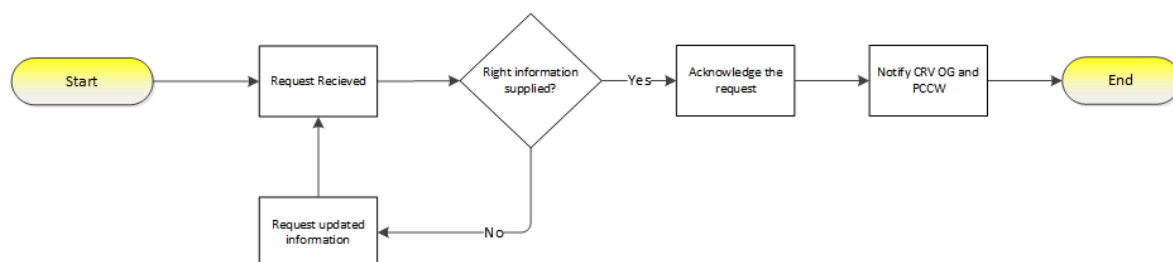 Start
Request Recieved
Right information
supplied?
Yes
Acknowledge the
request
Notify CRV OG and
PCCW
End
Request updated
information
No